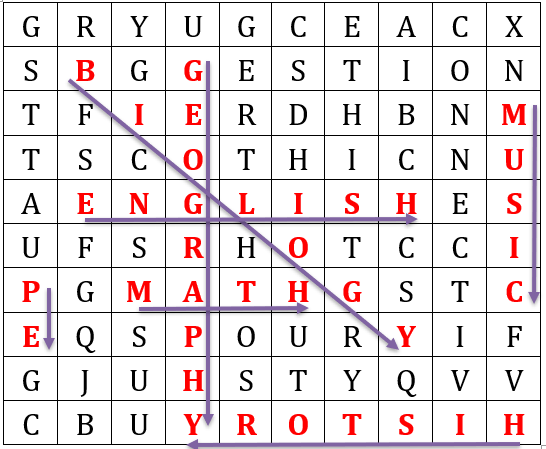 G R Y U G C E A C X
S B G G E S T I O N
T F I E R D H B N M
T S C O T H I C N U
A E N G L I S H E S
U F S R H O T C C I
P G M A T H G S T C
E Q S P O U R Y I F
G J U H S T Y Q V V
C B U Y R O T S I H